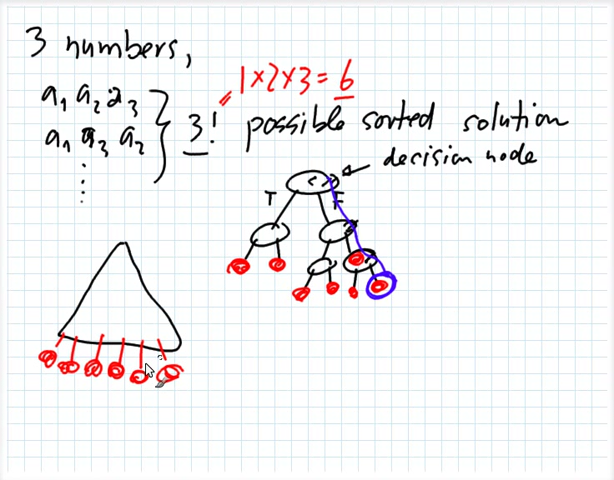 3 numbers,
1×2×3 = 6
a₁ a₂ a₃
a₁ a₃ a₂
⋮
3! possible sorted solution
decision node
< >
T F